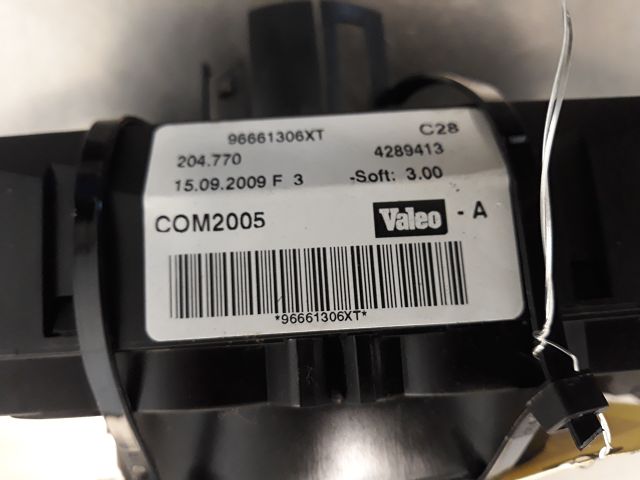 96661306XT C28
204.770 4289413
15.09.2009 F 3 -Soft: 3.00
COM2005 Valeo - A
*96661306XT*